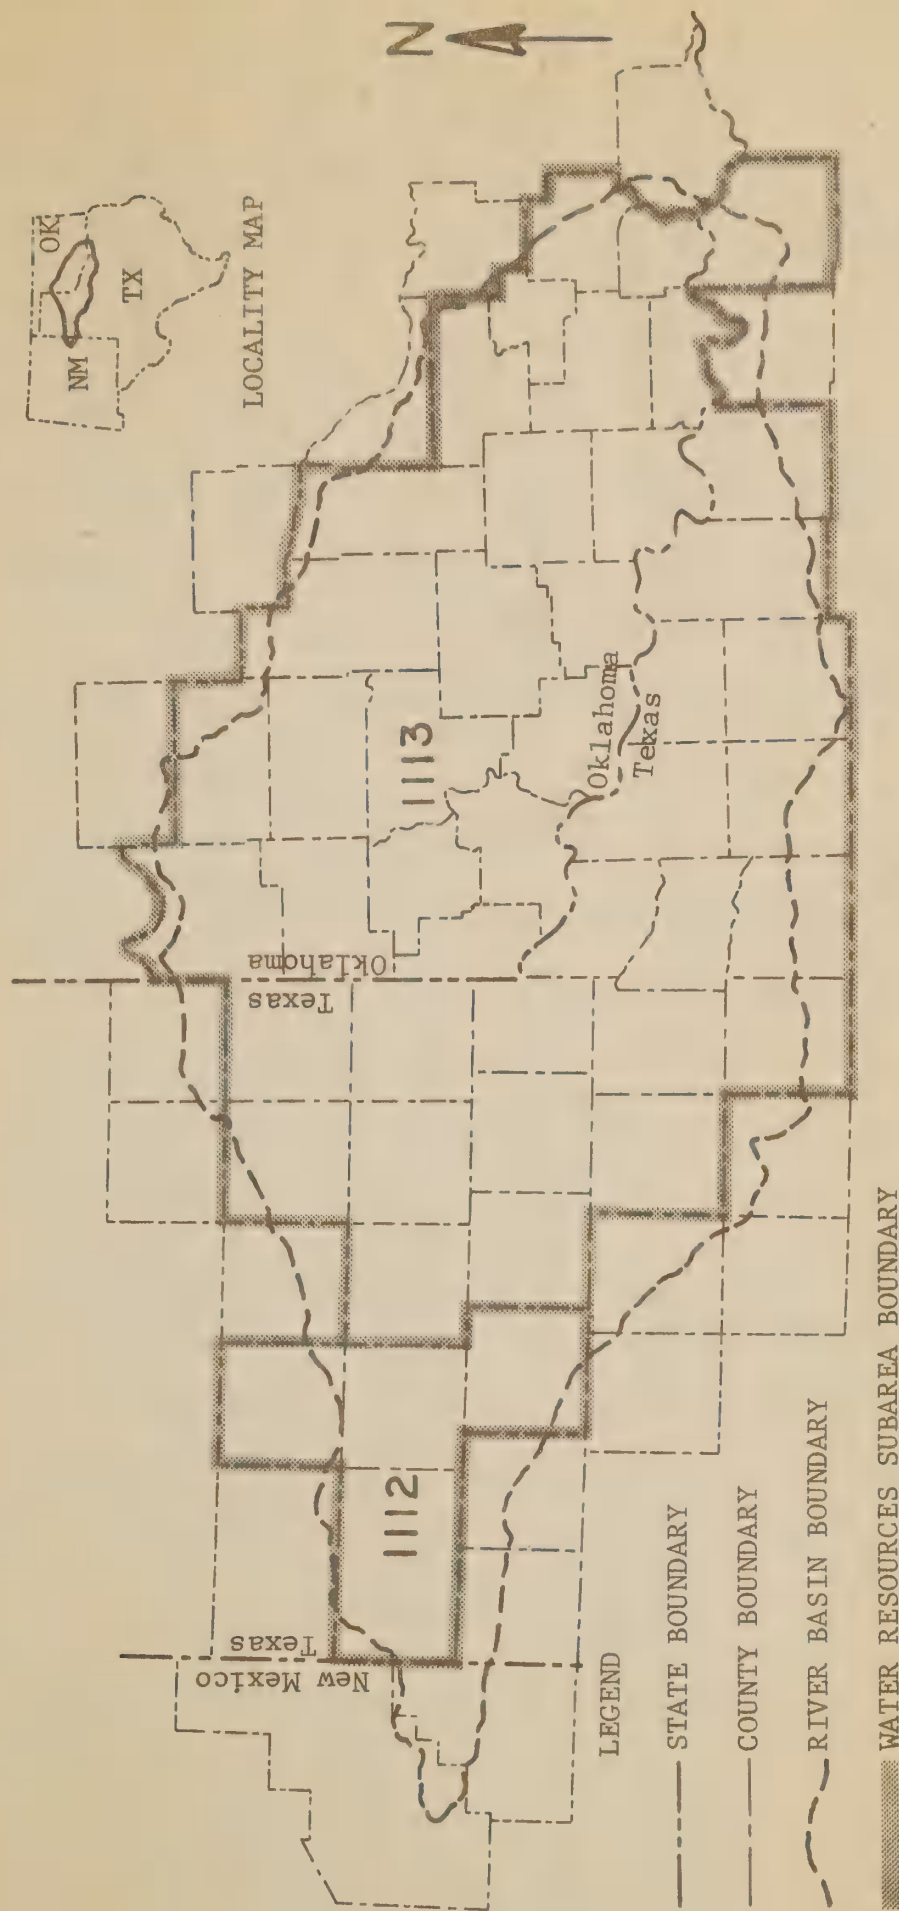 N
OK
NM
TX
LOCALITY MAP
1113
Oklahoma
Texas
Oklahoma
Texas
1112
Texas
New Mexico
LEGEND
STATE BOUNDARY
COUNTY BOUNDARY
RIVER BASIN BOUNDARY
WATER RESOURCES SUBAREA BOUNDARY